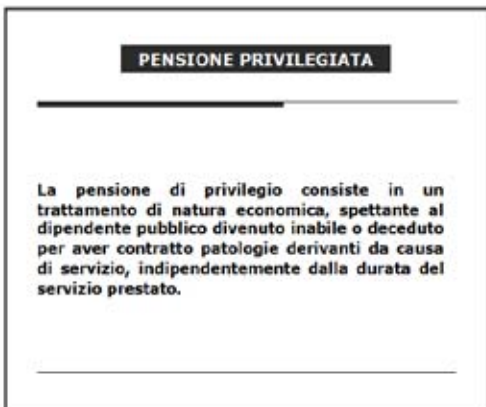 PENSIONE PRIVILEGIATA
La pensione di privilegio consiste in un
trattamento di natura economica, spettante al
dipendente pubblico divenuto inabile o deceduto
per aver contratto patologie derivanti da causa
di servizio, indipendentemente dalla durata del
servizio prestato.